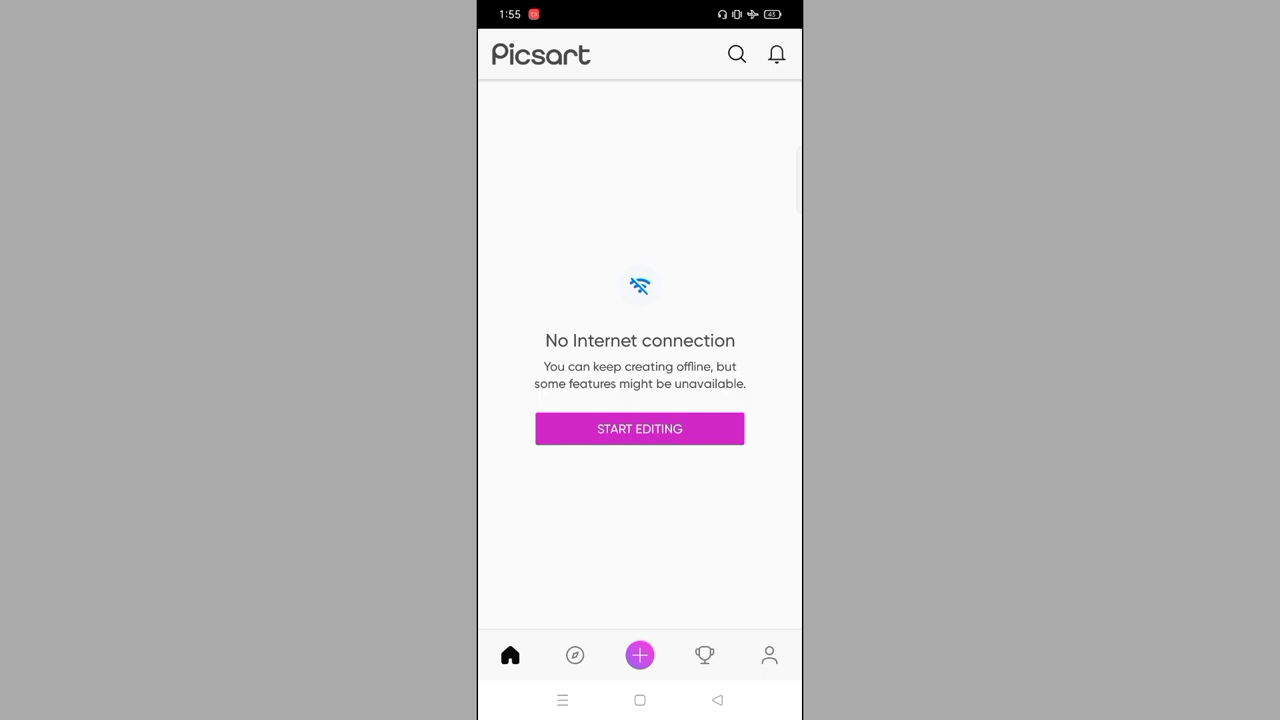 1:55
43
Picsart
No Internet connection
You can keep creating offline, but
some features might be unavailable.
START EDITING